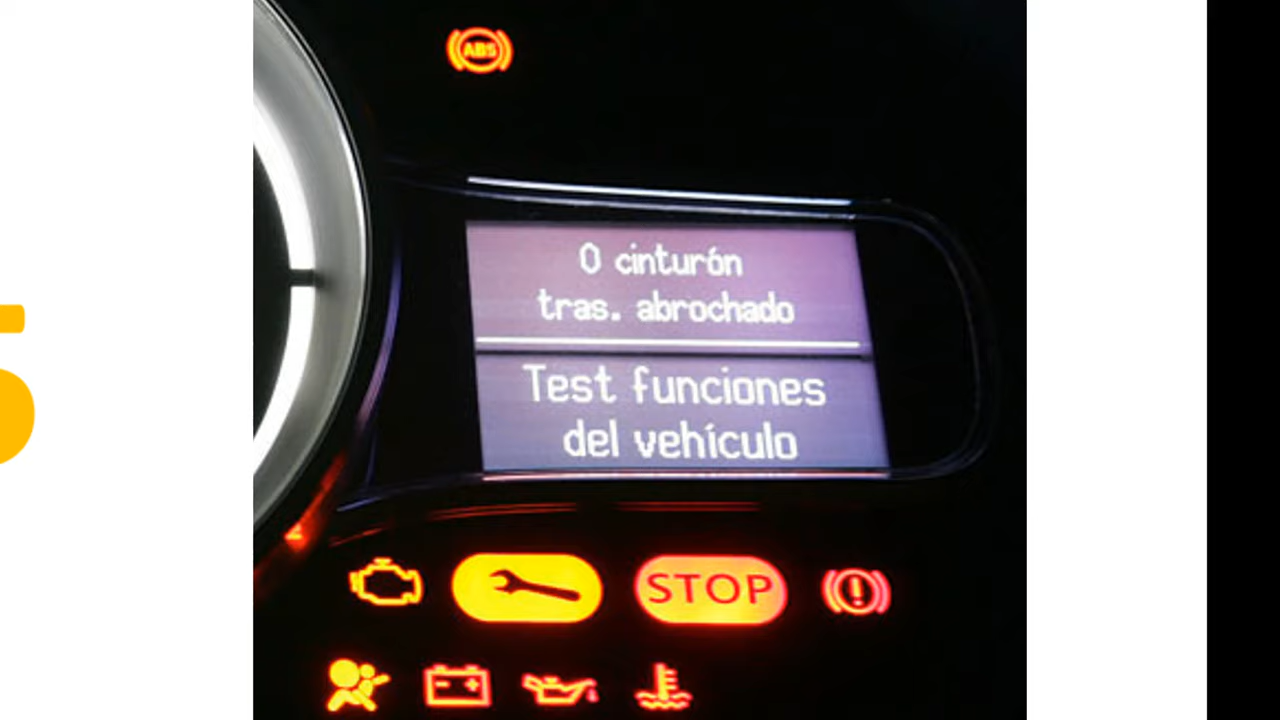 ABS
0 cinturón
tras. abrochado
Test funciones
del vehículo
STOP